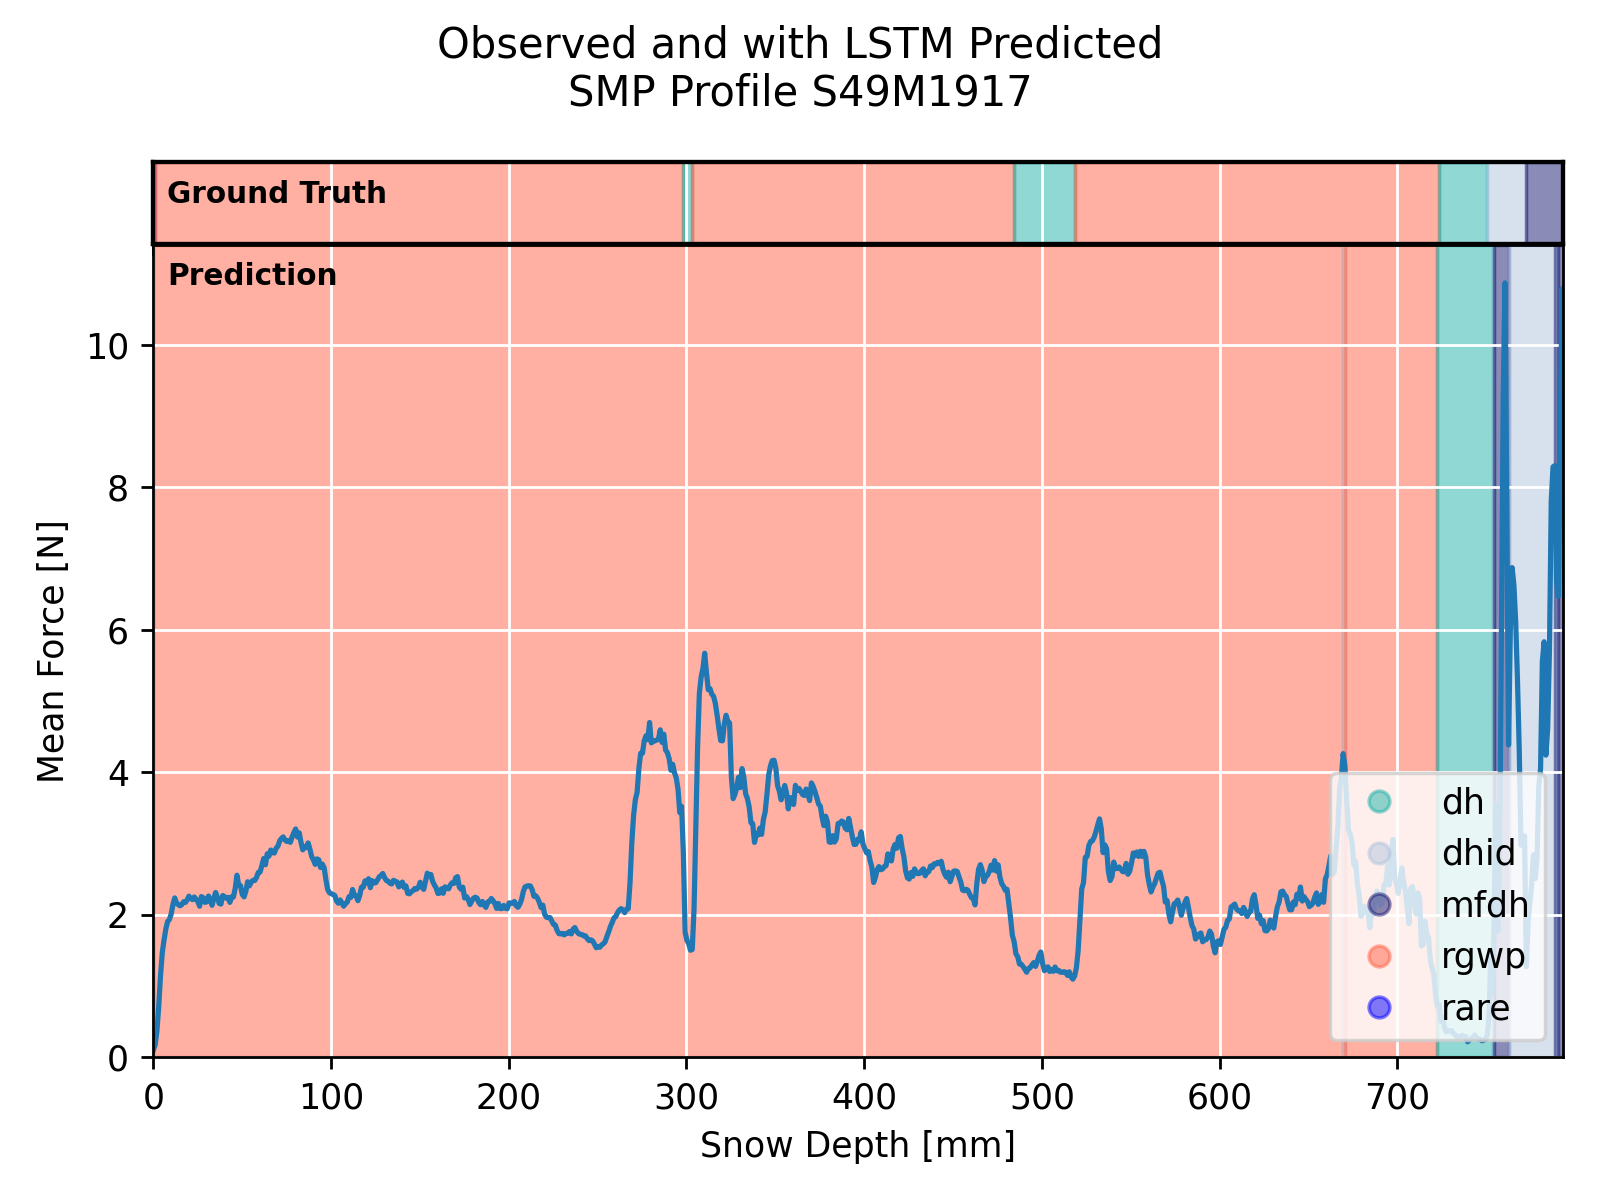 Observed and with LSTM Predicted
SMP Profile S49M1917
Ground Truth
Prediction
10
8
6
4
2
0
Mean Force [N]
dh
dhid
mfdh
rgwp
rare
0 100 200 300 400 500 600 700
Snow Depth [mm]